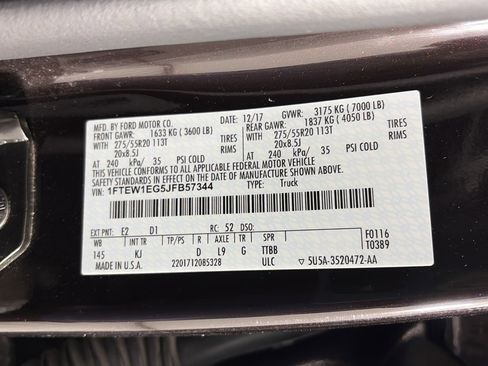 MFD. BY FORD MOTOR CO. 12/17 GVWR: 3175 KG ( 7000 LB)
FRONT GAWR: 1633 KG ( 3600 LB) REAR GAWR: 1837 KG ( 4050 LB)
WITH 275/55R20 113T TIRES WITH 275/55R20 113T TIRES
20x8.5J RIMS 20x8.5J RIMS
AT 240 kPa/ 35 PSI COLD AT 240 kPa/ 35 PSI COLD
THIS VEHICLE CONFORMS TO ALL APPLICABLE FEDERAL MOTOR VEHICLE
SAFETY STANDARDS IN EFFECT ON THE DATE OF MANUFACTURE SHOWN ABOVE.
VIN: 1FTEW1EG5JFB57344 TYPE: Truck
EXT PNT: E2 D1 RC: 52 DSO: F0116
WB INT TR TP/PS R AXLE TR SPR T0389
145 KJ D L9 G TTBB
MADE IN U.S.A. 2201712085328 ULC ▽ 5U5A-3520472-AA